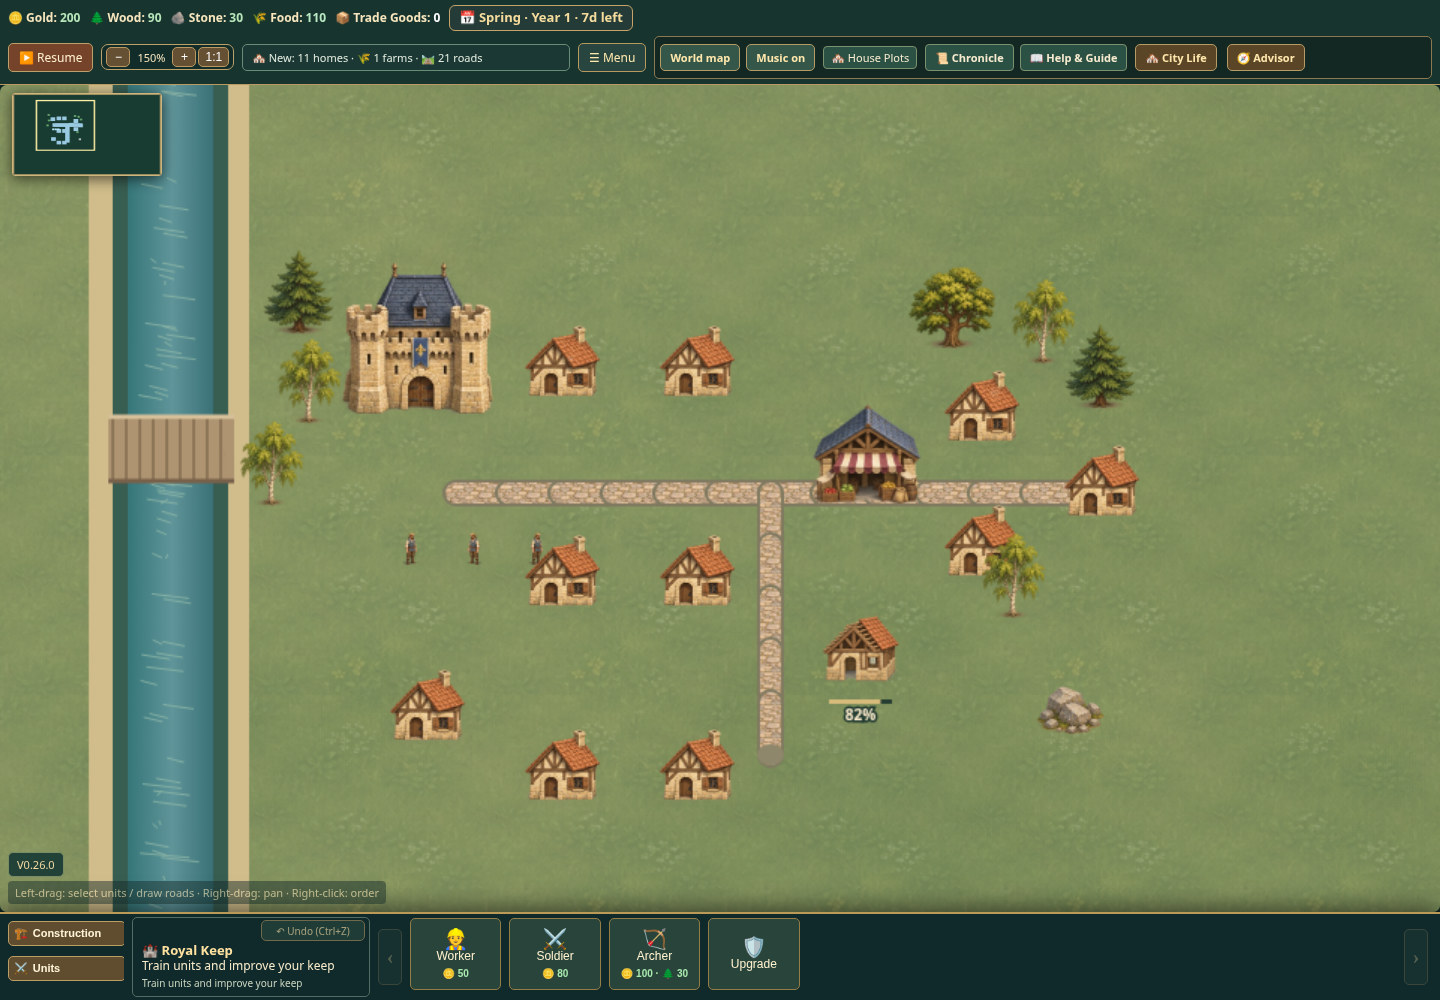 🪙 Gold: 200 🌲 Wood: 90 🪨 Stone: 30 🌾 Food: 110 📦 Trade Goods: 0 📅 Spring · Year 1 · 7d left
▶️ Resume − 150% + 1:1 🏘️ New: 11 homes · 🌾 1 farms · 🛤️ 21 roads ☰ Menu World map Music on 🏘️ House Plots 📜 Chronicle 📖 Help & Guide 🏘️ City Life 🧭 Advisor
82%
V0.26.0
Left-drag: select units / draw roads · Right-drag: pan · Right-click: order
🏗️ Construction
⚔️ Units
↶ Undo (Ctrl+Z)
🏰 Royal Keep
Train units and improve your keep
Train units and improve your keep
‹
Worker
🪙 50
Soldier
🪙 80
Archer
🪙 100 · 🌲 30
Upgrade
›